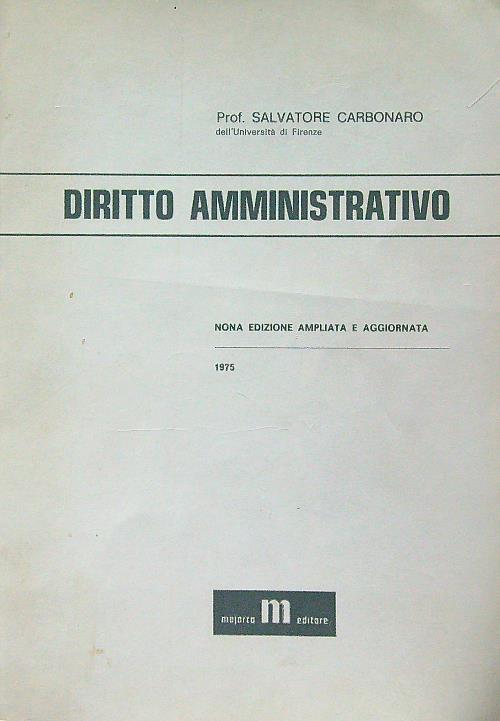 Prof. SALVATORE CARBONARO
dell'Università di Firenze
DIRITTO AMMINISTRATIVO
NONA EDIZIONE AMPLIATA E AGGIORNATA
1975
majorca m editore